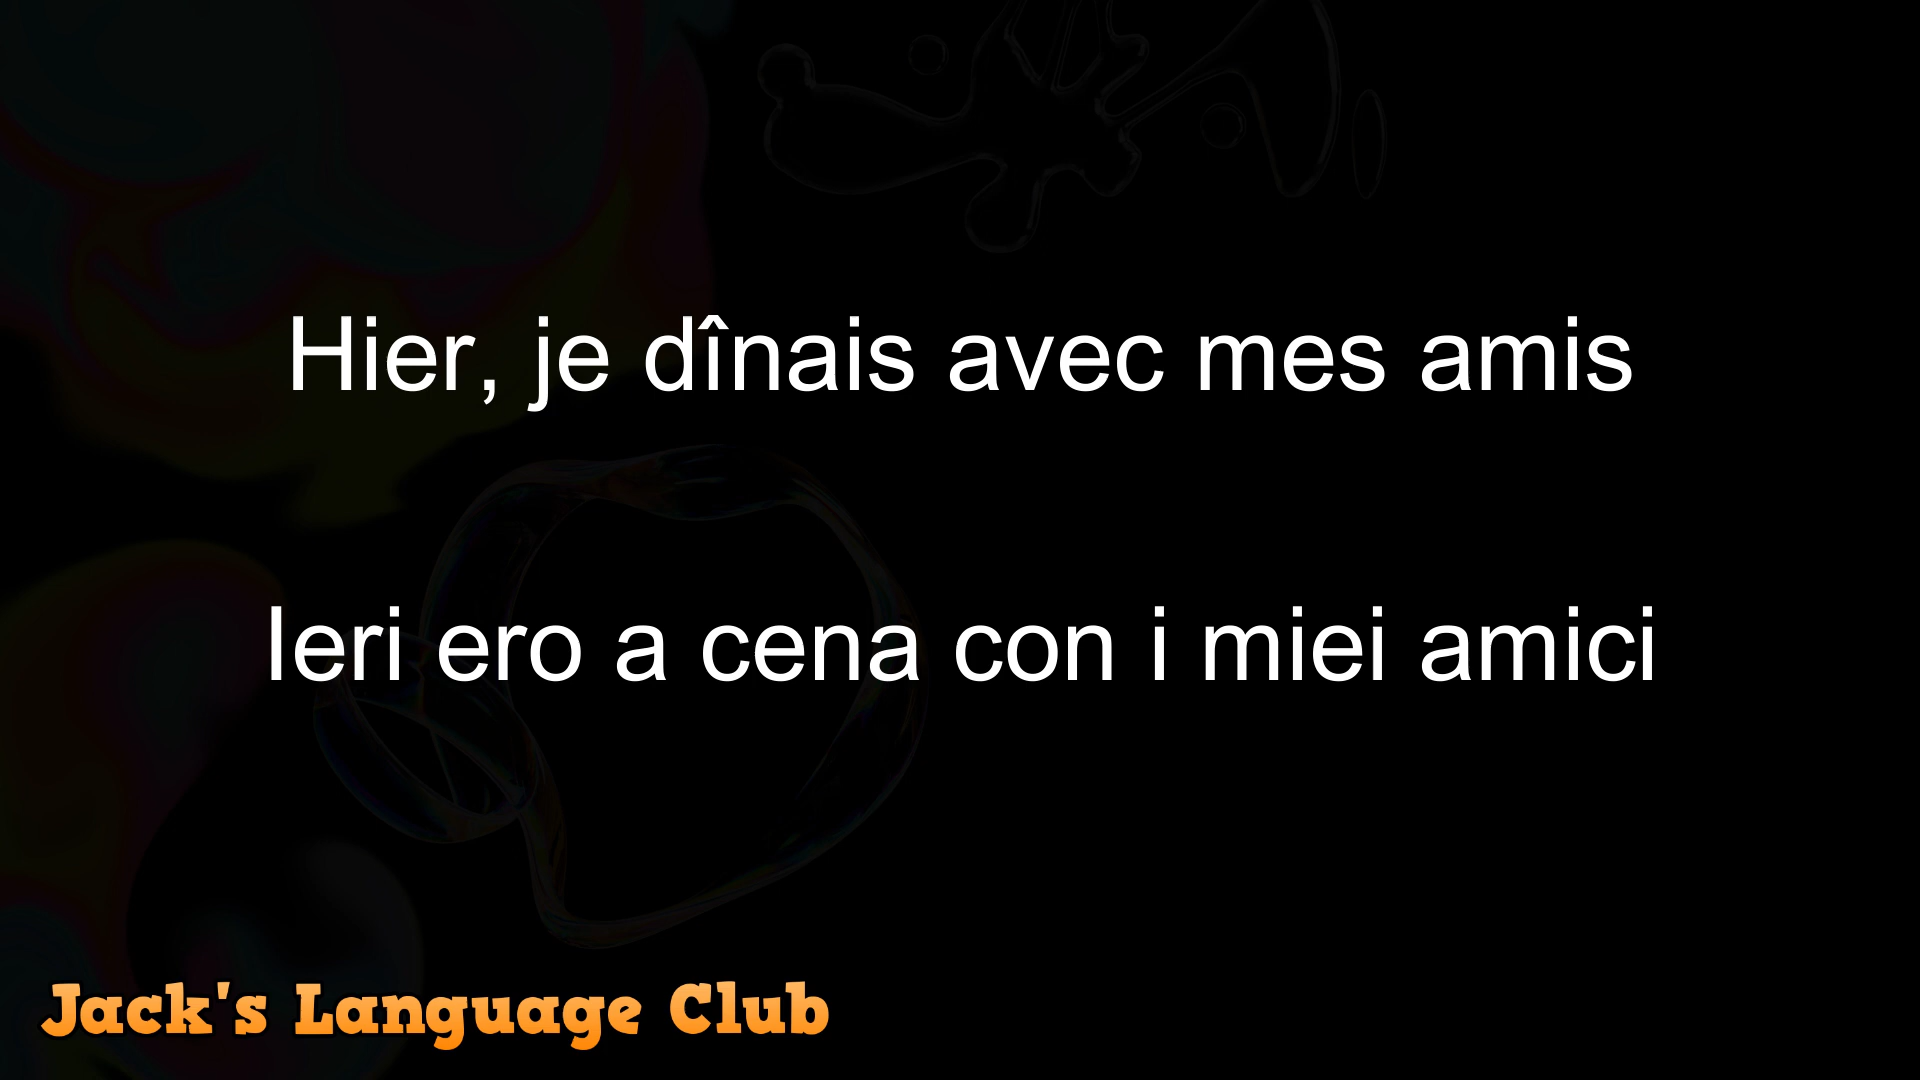 Hier, je dînais avec mes amis
Ieri ero a cena con i miei amici
Jack's Language Club